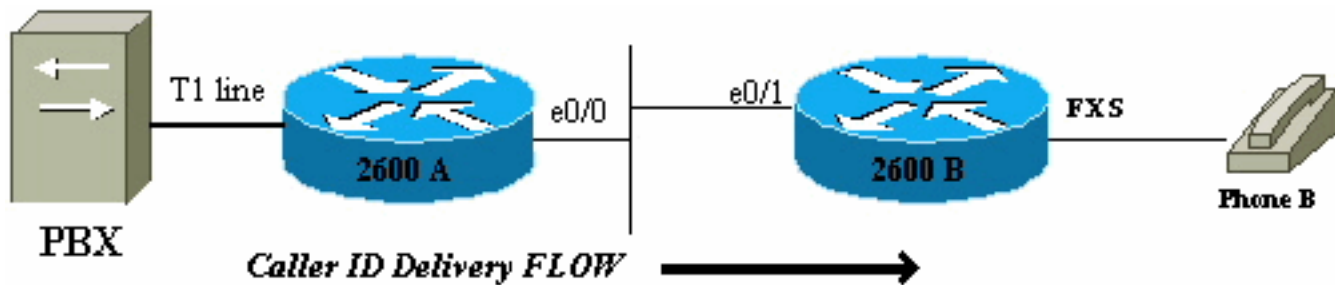 T1 line
e0/0
e0/1
FXS
2600 A
2600 B
Phone B
PBX
Caller ID Delivery FLOW